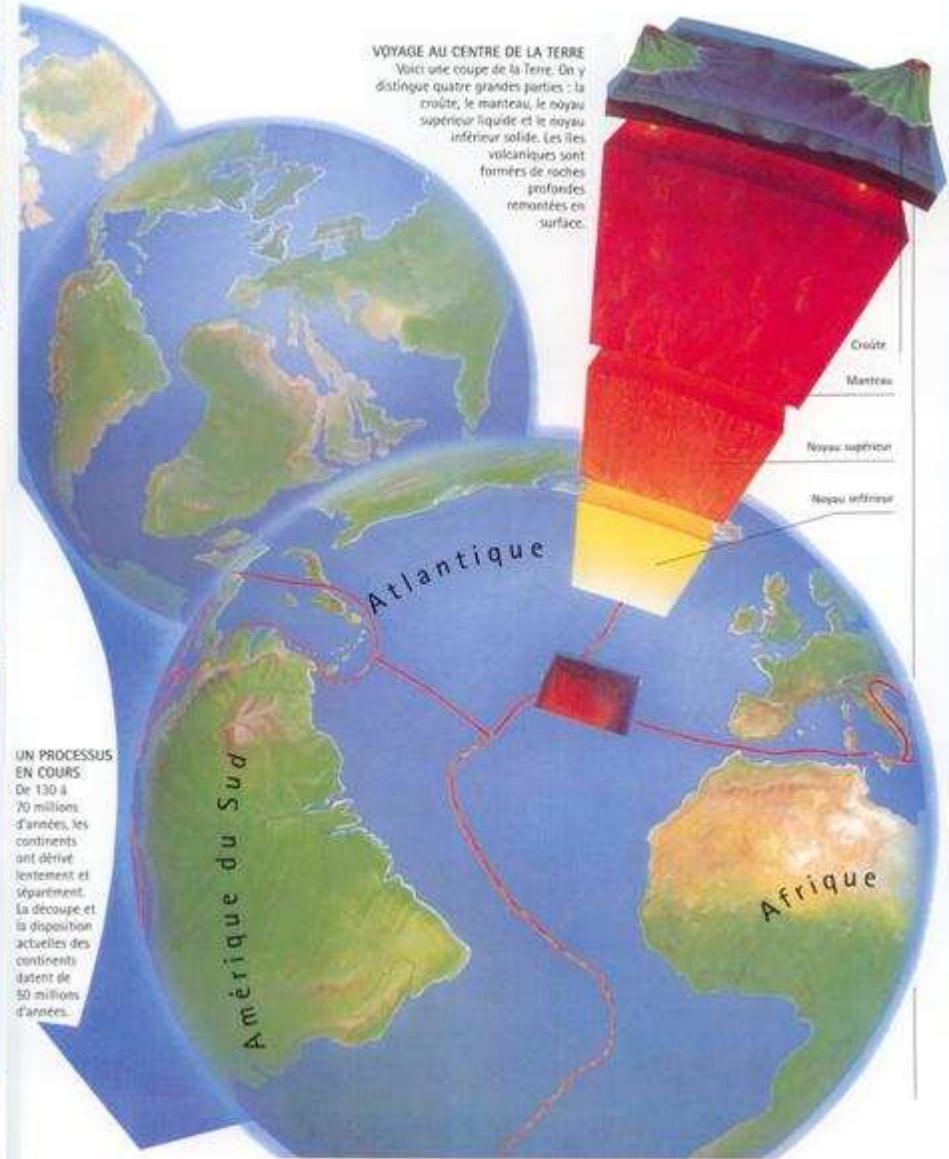 VOYAGE AU CENTRE DE LA TERRE
Voici une coupe de la Terre. On y
distingue quatre grandes parties : la
croûte, le manteau, le noyau
supérieur liquide et le noyau
inférieur solide. Les îles
volcaniques sont
formées de roches
profondes
remontées en
surface.
Croûte
Manteau
Noyau supérieur
Noyau inférieur
Atlantique
Amérique du Sud
Afrique
UN PROCESSUS
EN COURS
De 130 à
70 millions
d'années, les
continents
ont dérivé
lentement et
séparément.
La découpe et
la disposition
actuelles des
continents
datent de
50 millions
d'années.